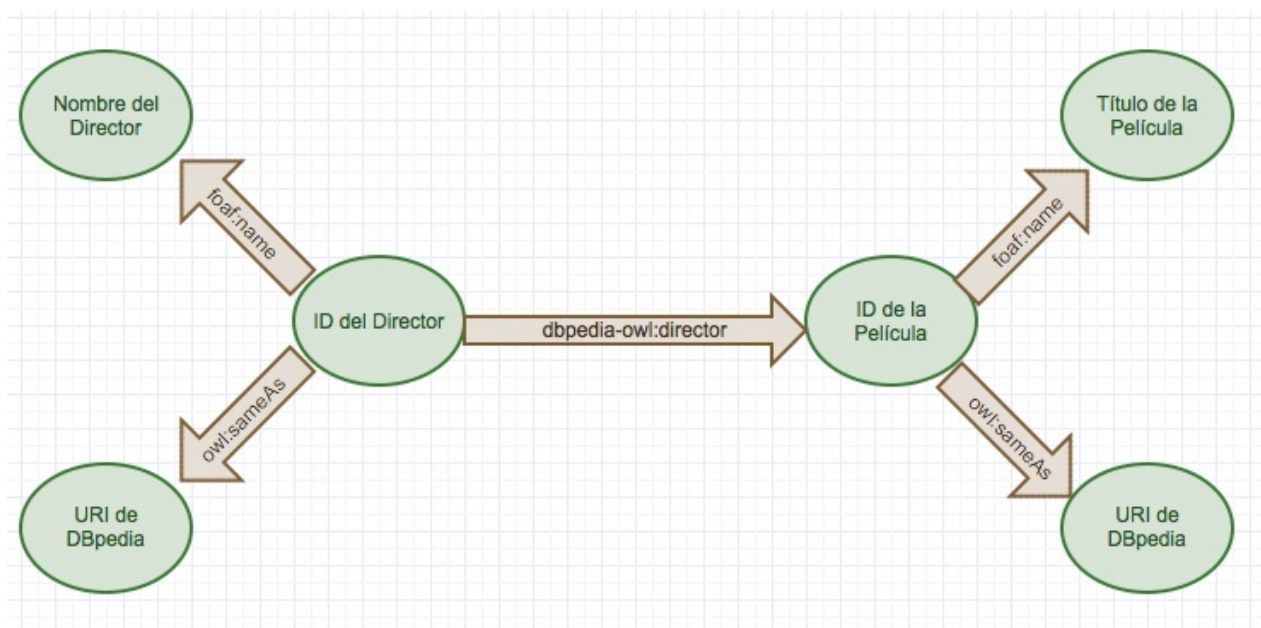 Nombre del
Director
Título de la
Película
foaf:name
foaf:name
ID del Director
dbpedia-owl:director
ID de la
Película
owl:sameAs
owl:sameAs
URI de
DBpedia
URI de
DBpedia